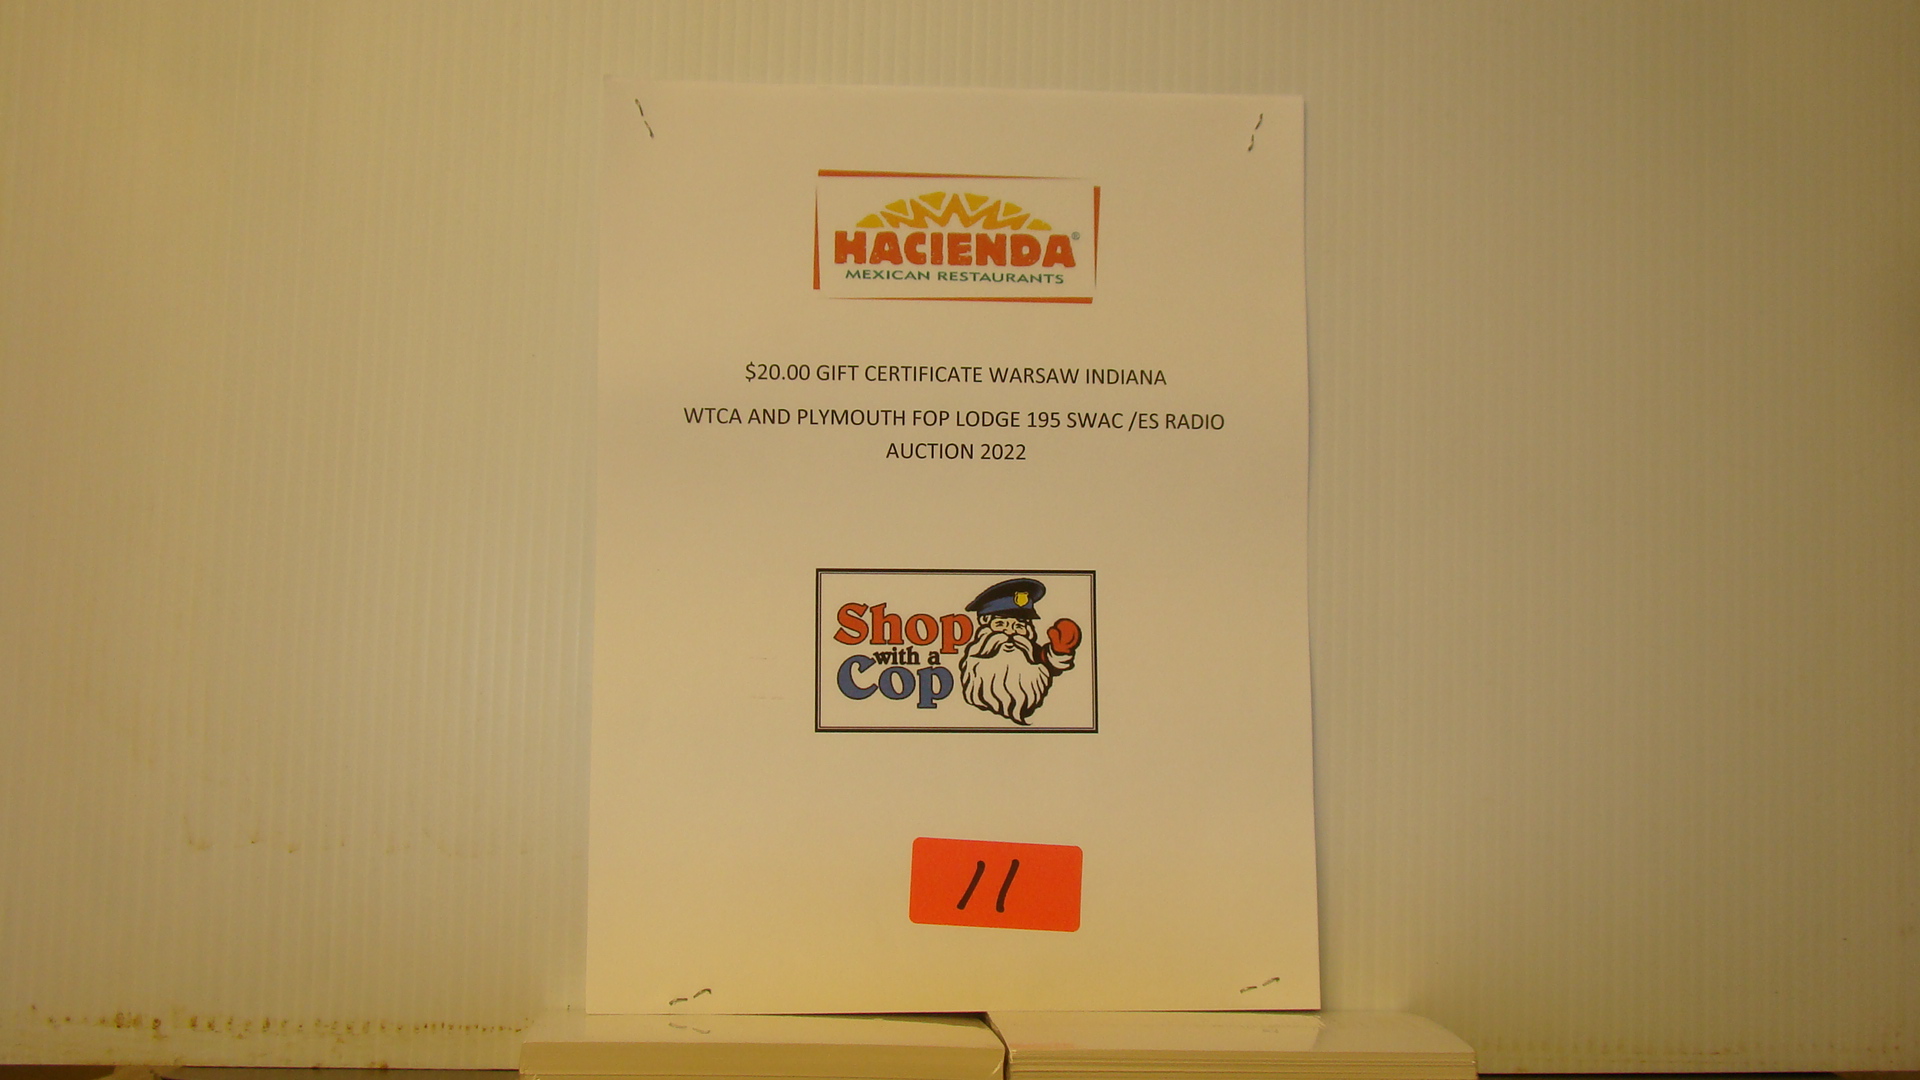 HACIENDA®
MEXICAN RESTAURANTS
$20.00 GIFT CERTIFICATE WARSAW INDIANA
WTCA AND PLYMOUTH FOP LODGE 195 SWAC /ES RADIO
AUCTION 2022
Shop
with a
Cop
11